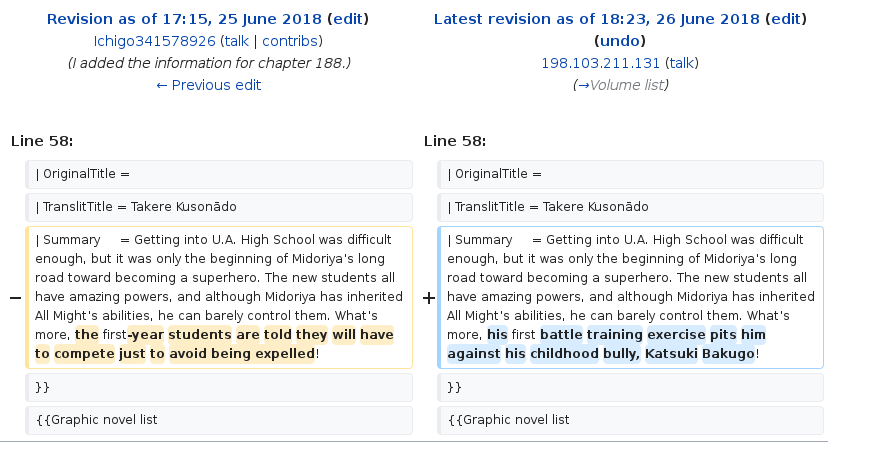 Revision as of 17:15, 25 June 2018 (edit)
Ichigo341578926 (talk | contribs)
(I added the information for chapter 188.)
← Previous edit
Latest revision as of 18:23, 26 June 2018 (edit)
(undo)
198.103.211.131 (talk)
(→Volume list)
Line 58:
Line 58:
| OriginalTitle =
| OriginalTitle =
| TranslitTitle = Takere Kusonādo
| TranslitTitle = Takere Kusonādo
−
| Summary = Getting into U.A. High School was difficult
enough, but it was only the beginning of Midoriya's long
road toward becoming a superhero. The new students all
have amazing powers, and although Midoriya has inherited
All Might's abilities, he can barely control them. What's
more, the first-year students are told they will have
to compete just to avoid being expelled!
+
| Summary = Getting into U.A. High School was difficult
enough, but it was only the beginning of Midoriya's long
road toward becoming a superhero. The new students all
have amazing powers, and although Midoriya has inherited
All Might's abilities, he can barely control them. What's
more, his first battle training exercise pits him
against his childhood bully, Katsuki Bakugo!
}}
}}
{{Graphic novel list
{{Graphic novel list